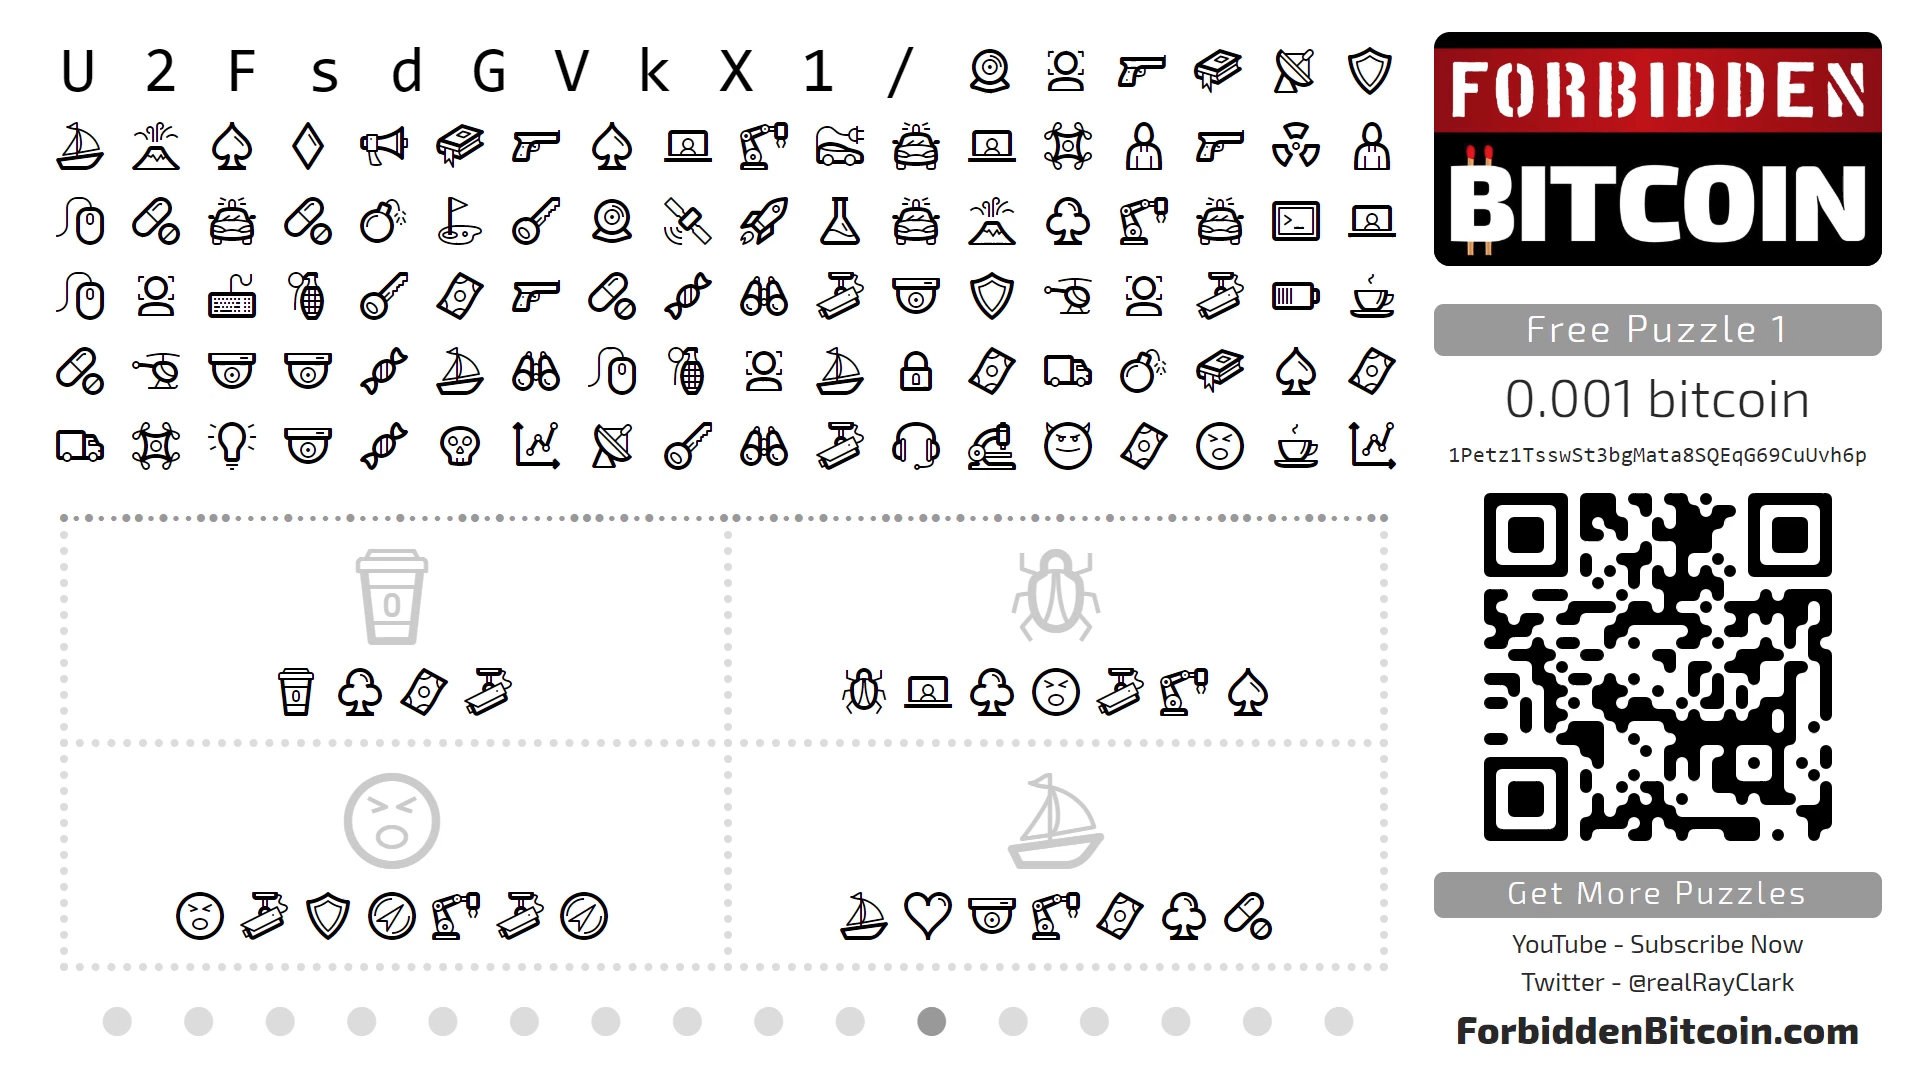 U 2 F s d G V k X 1 /
FORBIDDEN
BITCOIN
Free Puzzle 1
0.001 bitcoin
1Petz1TsswSt3bgMata8SQEqG69CuUvh6p
Get More Puzzles
YouTube - Subscribe Now
Twitter - @realRayClark
ForbiddenBitcoin.com